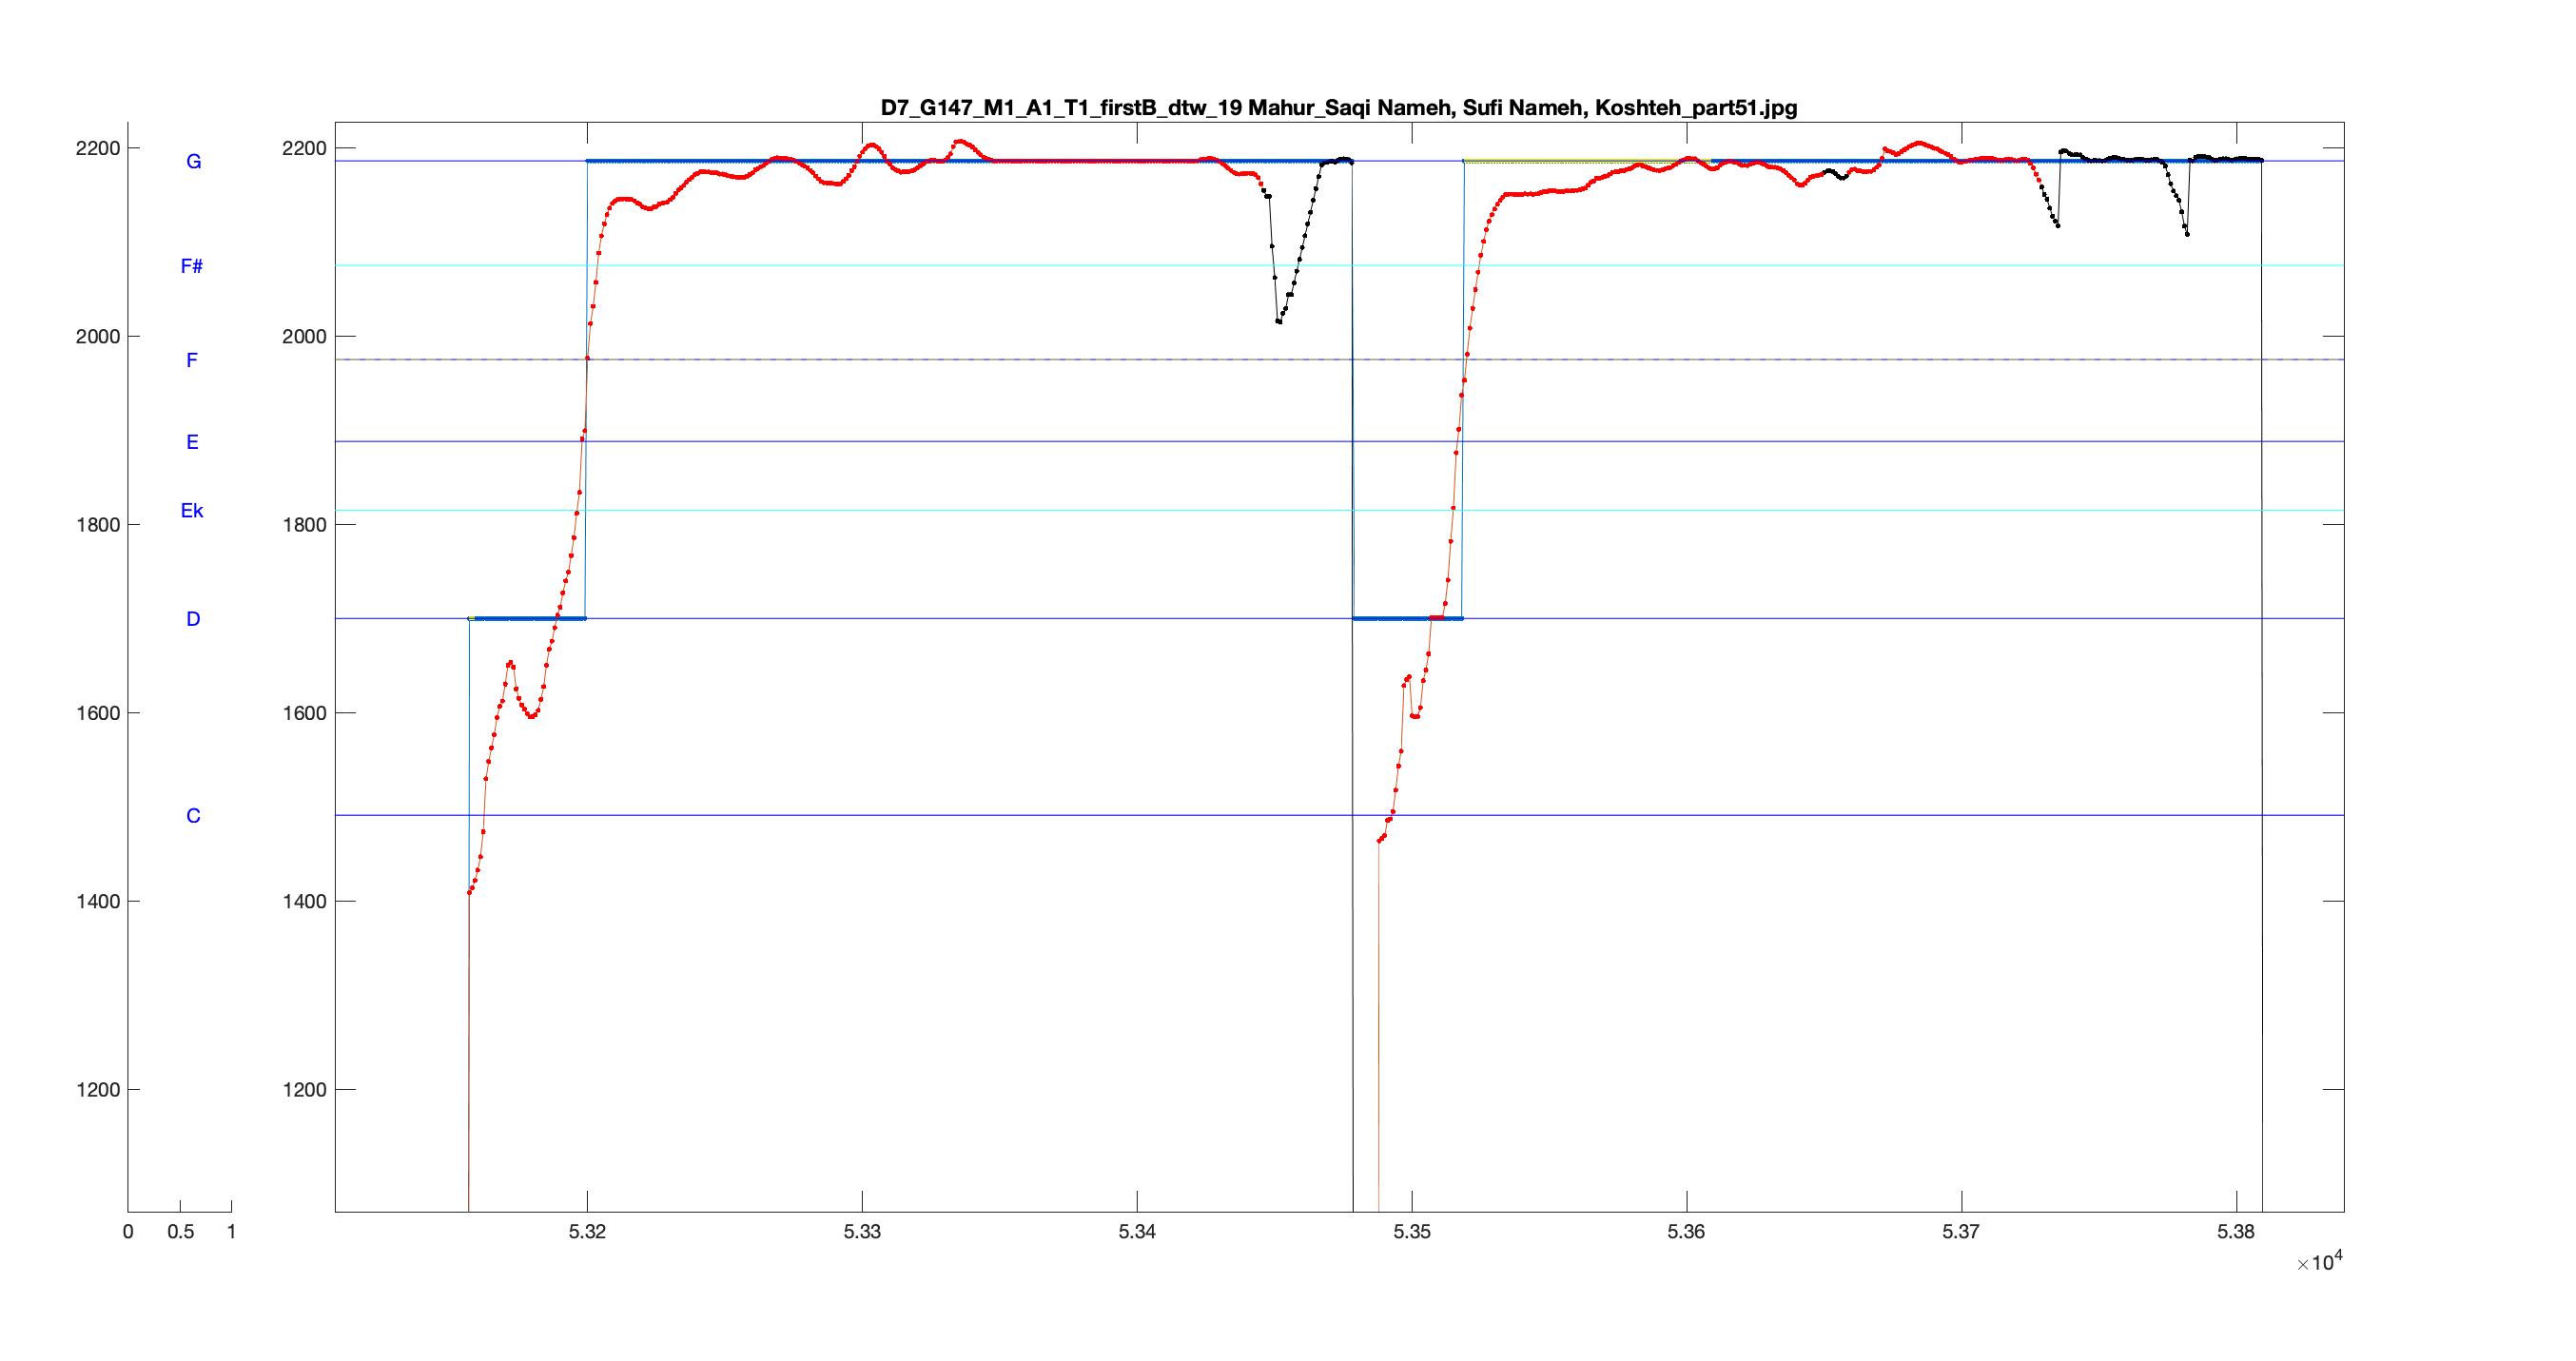 D7_G147_M1_A1_T1_firstB_dtw_19 Mahur_Saqi Nameh, Sufi Nameh, Koshteh_part51.jpg
2200 G 2200
F#
2000 2000
F
E
Ek
1800 1800
D
1600 1600
C
1400 1400
1200 1200
0 0.5 1 5.32 5.33 5.34 5.35 5.36 5.37 5.38
×10^4